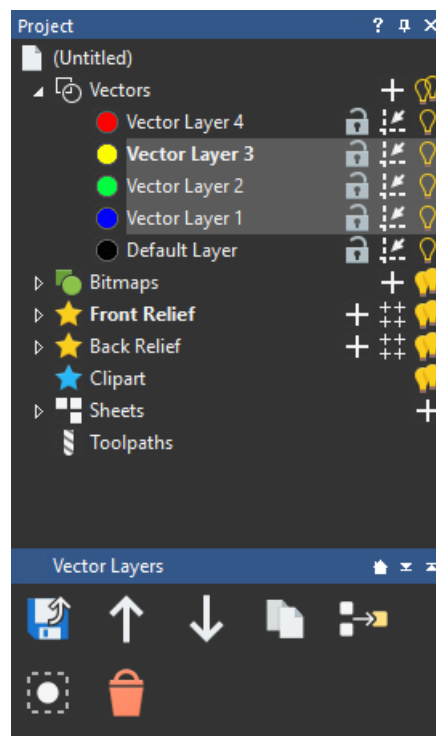 Project
(Untitled)
Vectors
Vector Layer 4
Vector Layer 3
Vector Layer 2
Vector Layer 1
Default Layer
Bitmaps
Front Relief
Back Relief
Clipart
Sheets
Toolpaths
Vector Layers